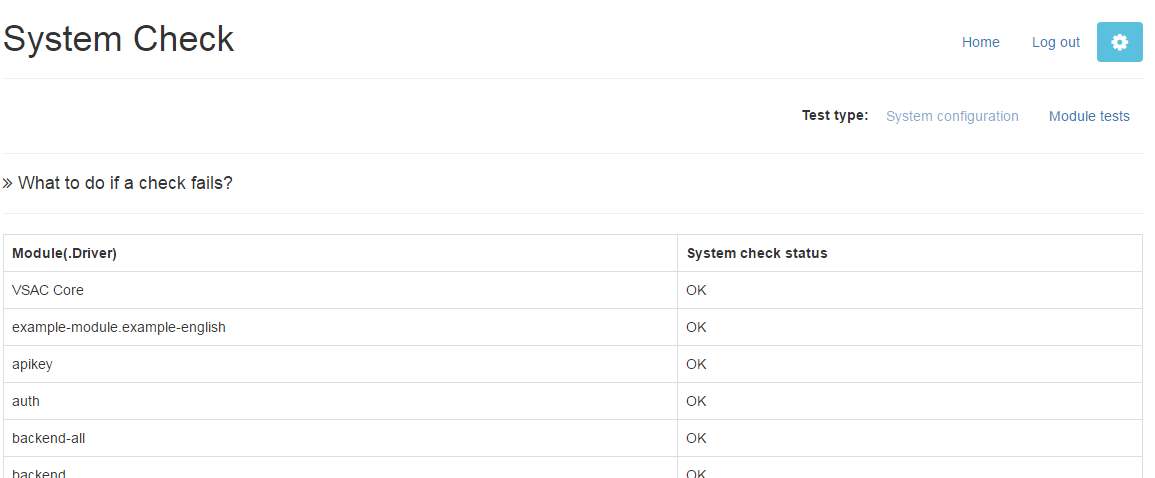 System Check
Home Log out
Test type: System configuration Module tests
» What to do if a check fails?
Module(.Driver) System check status
VSAC Core OK
example-module.example-english OK
apikey OK
auth OK
backend-all OK
backend OK